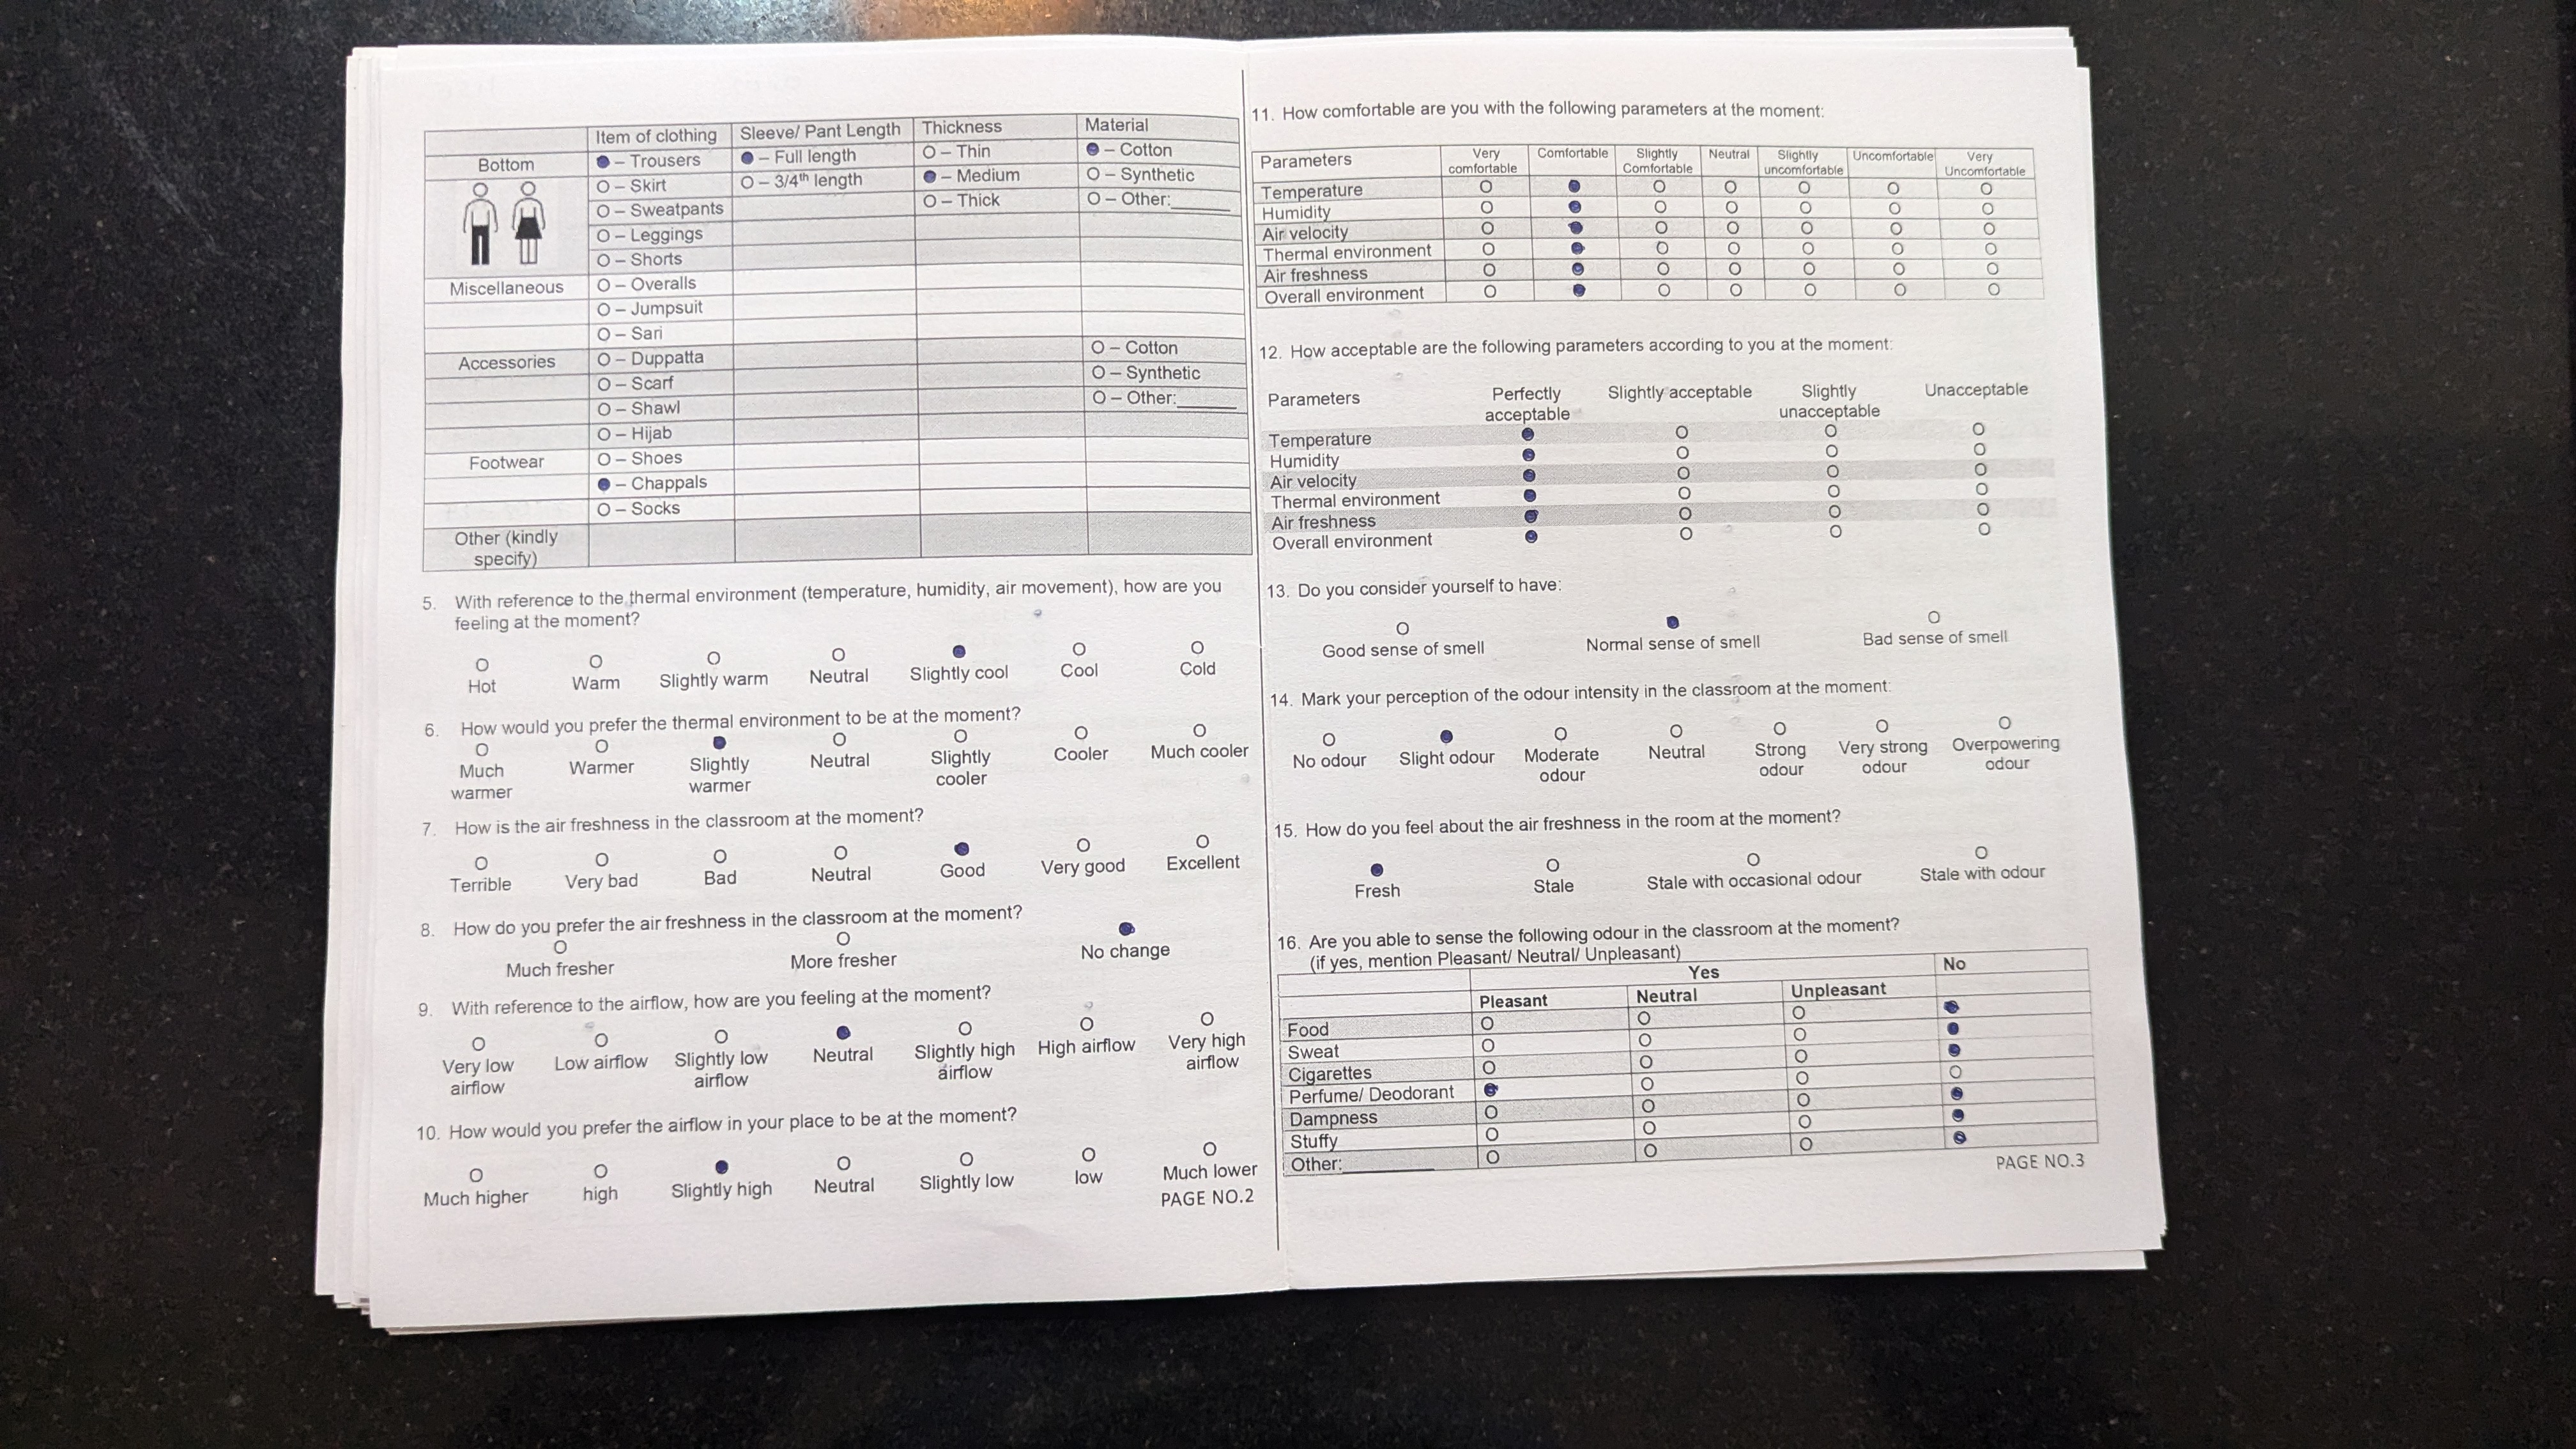 Item of clothing Sleeve/ Pant Length Thickness Material
Bottom ● – Trousers ● – Full length O – Thin ● – Cotton
O – Skirt O – 3/4th length ● – Medium O – Synthetic
O – Sweatpants O – Thick O – Other:______
O – Leggings
O – Shorts
Miscellaneous O – Overalls
O – Jumpsuit
O – Sari
Accessories O – Duppatta O – Cotton
O – Scarf O – Synthetic
O – Shawl O – Other:______
O – Hijab
Footwear O – Shoes
● – Chappals
O – Socks
Other (kindly
specify)
5. With reference to the thermal environment (temperature, humidity, air movement), how are you
feeling at the moment?
O O O O ● O O
Hot Warm Slightly warm Neutral Slightly cool Cool Cold
6. How would you prefer the thermal environment to be at the moment?
O O ● O O O O
Much Warmer Slightly Neutral Slightly Cooler Much cooler
warmer warmer cooler
7. How is the air freshness in the classroom at the moment?
O O O O ● O O
Terrible Very bad Bad Neutral Good Very good Excellent
8. How do you prefer the air freshness in the classroom at the moment?
O O ●
Much fresher More fresher No change
9. With reference to the airflow, how are you feeling at the moment?
O O O ● O O O
Very low Low airflow Slightly low Neutral Slightly high High airflow Very high
airflow airflow airflow airflow
10. How would you prefer the airflow in your place to be at the moment?
O O ● O O O O
Much higher high Slightly high Neutral Slightly low low Much lower
PAGE NO.2
11. How comfortable are you with the following parameters at the moment:
Parameters Very Comfortable Slightly Neutral Slightly Uncomfortable Very
comfortable Comfortable uncomfortable Uncomfortable
Temperature O ● O O O O O
Humidity O ● O O O O O
Air velocity O ● O O O O O
Thermal environment O ● O O O O O
Air freshness O ● O O O O O
Overall environment O ● O O O O O
12. How acceptable are the following parameters according to you at the moment:
Parameters Perfectly Slightly acceptable Slightly Unacceptable
acceptable unacceptable
Temperature ● O O O
Humidity ● O O O
Air velocity ● O O O
Thermal environment ● O O O
Air freshness ● O O O
Overall environment ● O O O
13. Do you consider yourself to have:
O ● O
Good sense of smell Normal sense of smell Bad sense of smell
14. Mark your perception of the odour intensity in the classroom at the moment:
O ● O O O O O
No odour Slight odour Moderate Neutral Strong Very strong Overpowering
odour odour odour odour
15. How do you feel about the air freshness in the room at the moment?
● O O O
Fresh Stale Stale with occasional odour Stale with odour
16. Are you able to sense the following odour in the classroom at the moment?
(if yes, mention Pleasant/ Neutral/ Unpleasant)
Yes No
Pleasant Neutral Unpleasant
Food O O O ●
Sweat O O O ●
Cigarettes O O O ●
Perfume/ Deodorant ● O O O
Dampness O O O ●
Stuffy O O O ●
Other:__________ O O O ●
PAGE NO.3